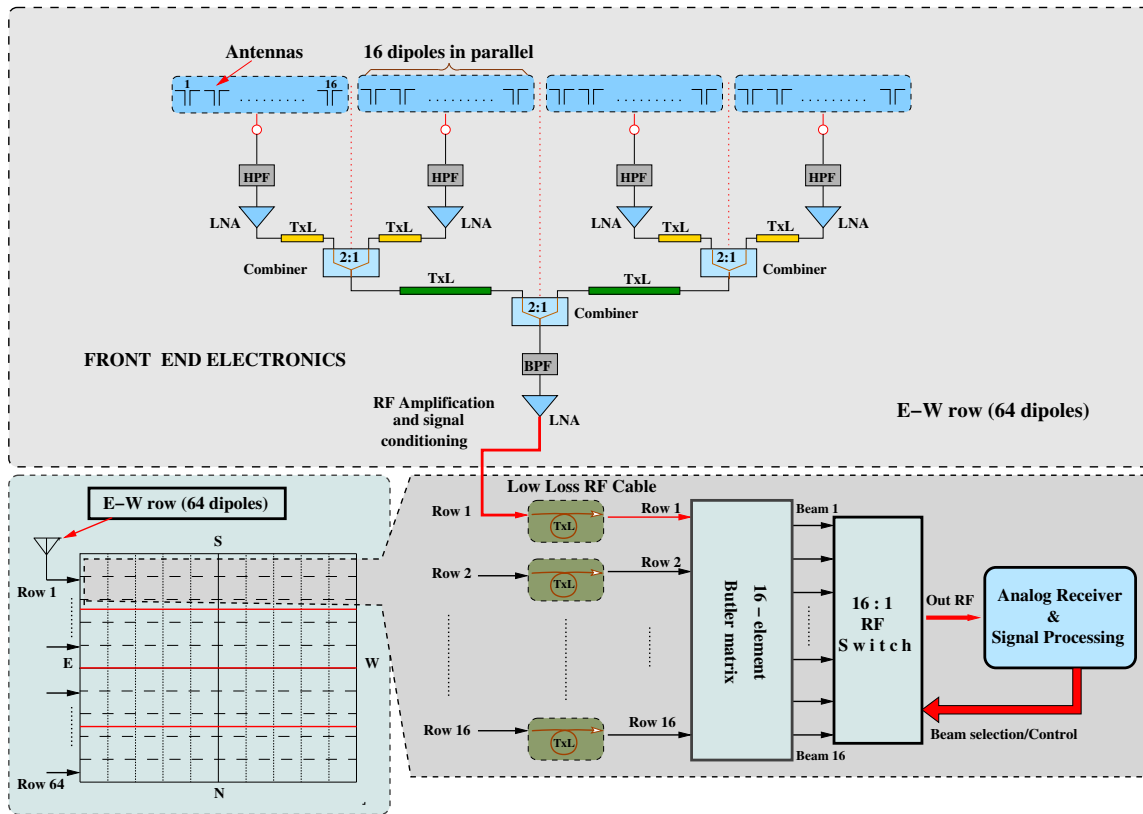 Antennas
16 dipoles in parallel
1
16
. . . . . . . . .
. . . . . . . . .
. . . . . . . . .
. . . . . . . . .
HPF
HPF
HPF
HPF
LNA
TxL
TxL
LNA
LNA
TxL
TxL
LNA
2:1
2:1
Combiner
Combiner
TxL
TxL
2:1
Combiner
FRONT END ELECTRONICS
BPF
RF Amplification
and signal
conditioning
LNA
E−W row (64 dipoles)
E−W row (64 dipoles)
S
Row 1
E
W
Row 64
N
Low Loss RF Cable
Row 1
TxL
Row 1
Row 2
TxL
Row 2
Row 16
TxL
Row 16
16 − element
Butler matrix
Beam 1
Beam 16
16 : 1
RF
Switch
Out RF
Analog Receiver
&
Signal Processing
Beam selection/Control